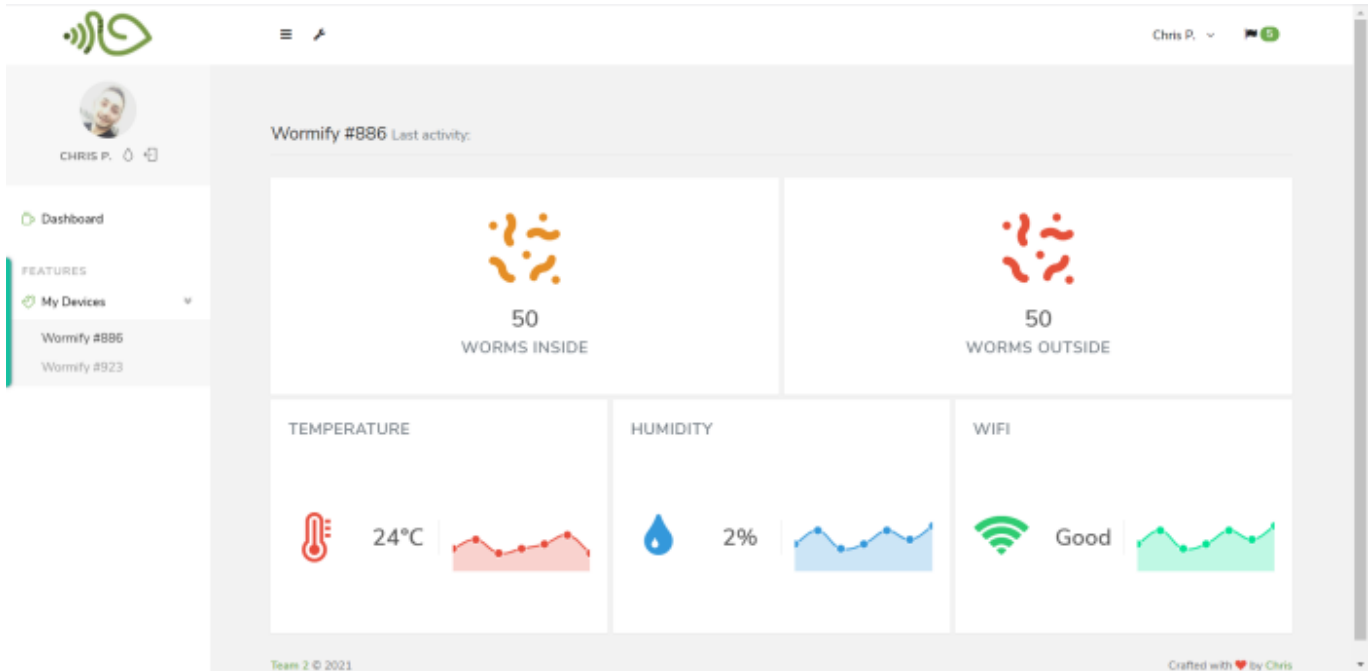 Chris P.
5
CHRIS P.
Dashboard
FEATURES
My Devices
Wormify #886
Wormify #923
Wormify #886 Last activity:
50
WORMS INSIDE
50
WORMS OUTSIDE
TEMPERATURE
24°C
HUMIDITY
2%
WIFI
Good
Team 2 © 2021
Crafted with ❤ by Chris